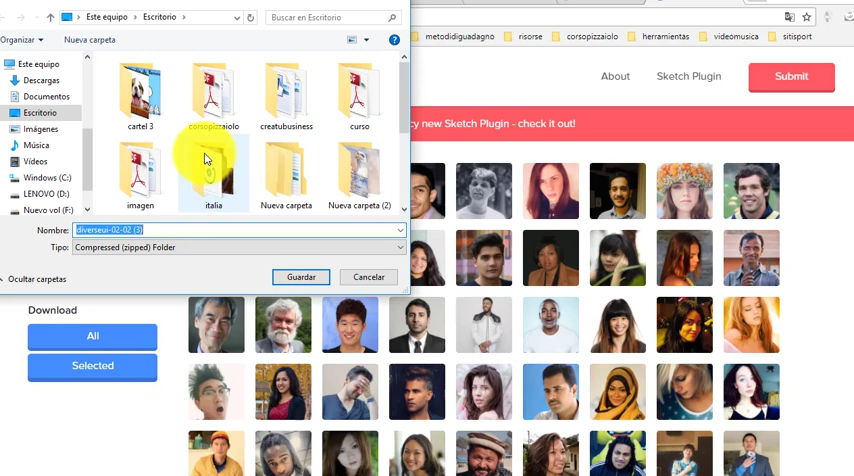 Este equipo
Escritorio
Buscar en Escritorio
Organizar
Nueva carpeta
Este equipo
Descargas
Documentos
Escritorio
Imágenes
Música
Vídeos
Windows (C:)
LENOVO (D:)
Nuevo vol (F:)
cartel 3
corsopizzaiolo
creatubusiness
curso
imagen
italia
Nueva carpeta
Nueva carpeta (2)
Nombre:
diverseui-02-02 (3)
Tipo:
Compressed (zipped) Folder
Ocultar carpetas
Guardar
Cancelar
metodidiguadagno
risorse
corsopizzaiolo
herramientas
videomusica
sitisport
About
Sketch Plugin
Submit
cy new Sketch Plugin - check it out!
Download
All
Selected